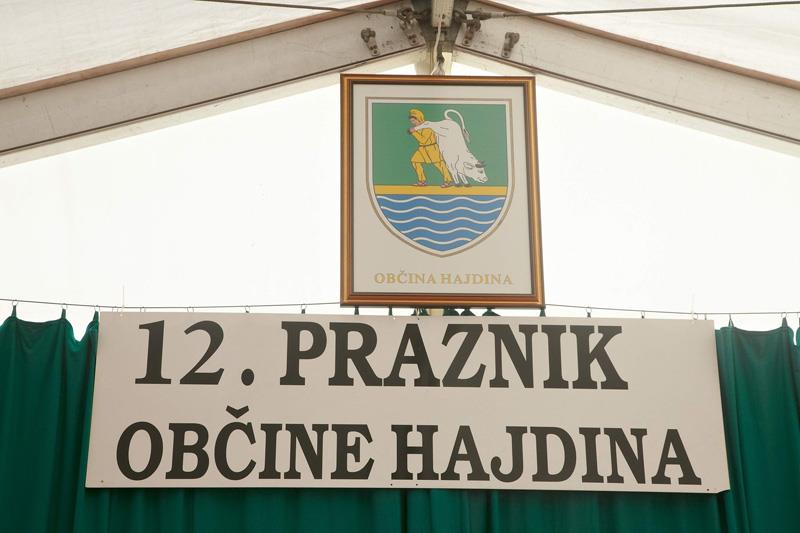 OBČINA HAJDINA
12. PRAZNIK
OBČINE HAJDINA